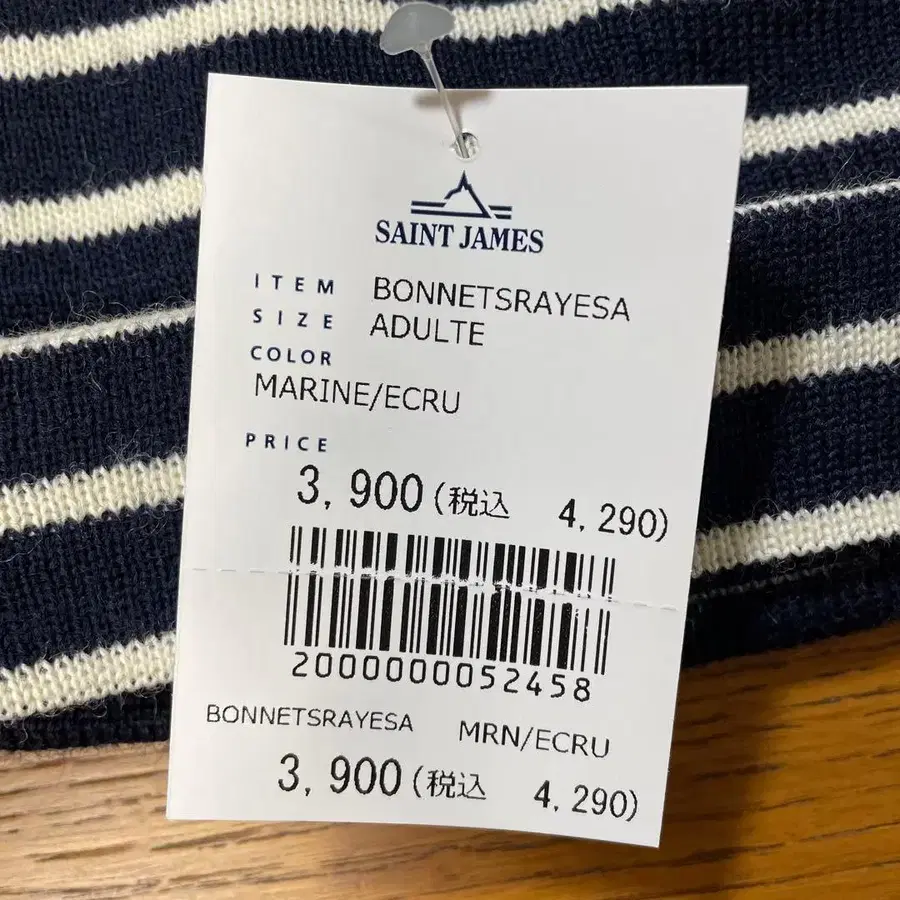 SAINT JAMES
ITEM BONNETSRAYESA
SIZE ADULTE
COLOR
MARINE/ECRU
PRICE
3,900(税込 4,290)
2000000052458
BONNETSRAYESA MRN/ECRU
3,900(税込 4,290)